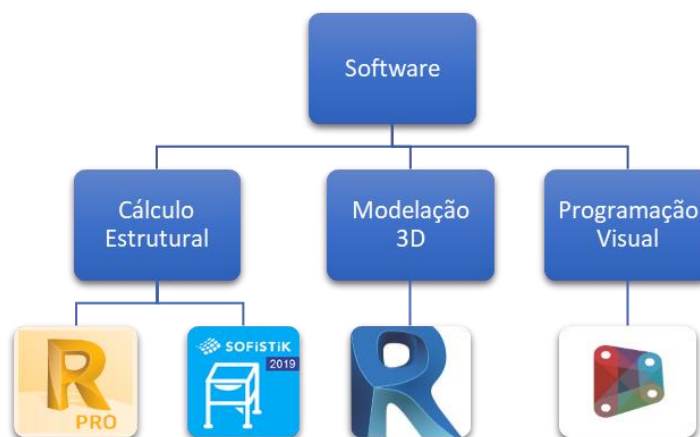 Software
Cálculo
Estrutural
Modelação
3D
Programação
Visual
R
PRO
SOFiSTiK
2019
R